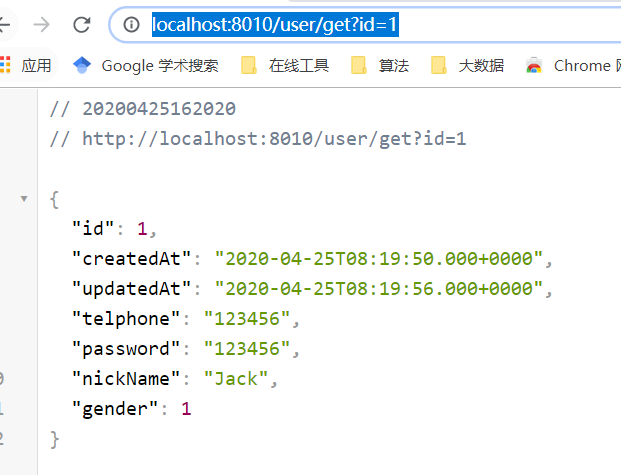 localhost:8010/user/get?id=1
应用 Google 学术搜索 在线工具 算法 大数据 Chrome
// 20200425162020
// http://localhost:8010/user/get?id=1
{
"id": 1,
"createdAt": "2020-04-25T08:19:50.000+0000",
"updatedAt": "2020-04-25T08:19:56.000+0000",
"telphone": "123456",
"password": "123456",
"nickName": "Jack",
"gender": 1
}